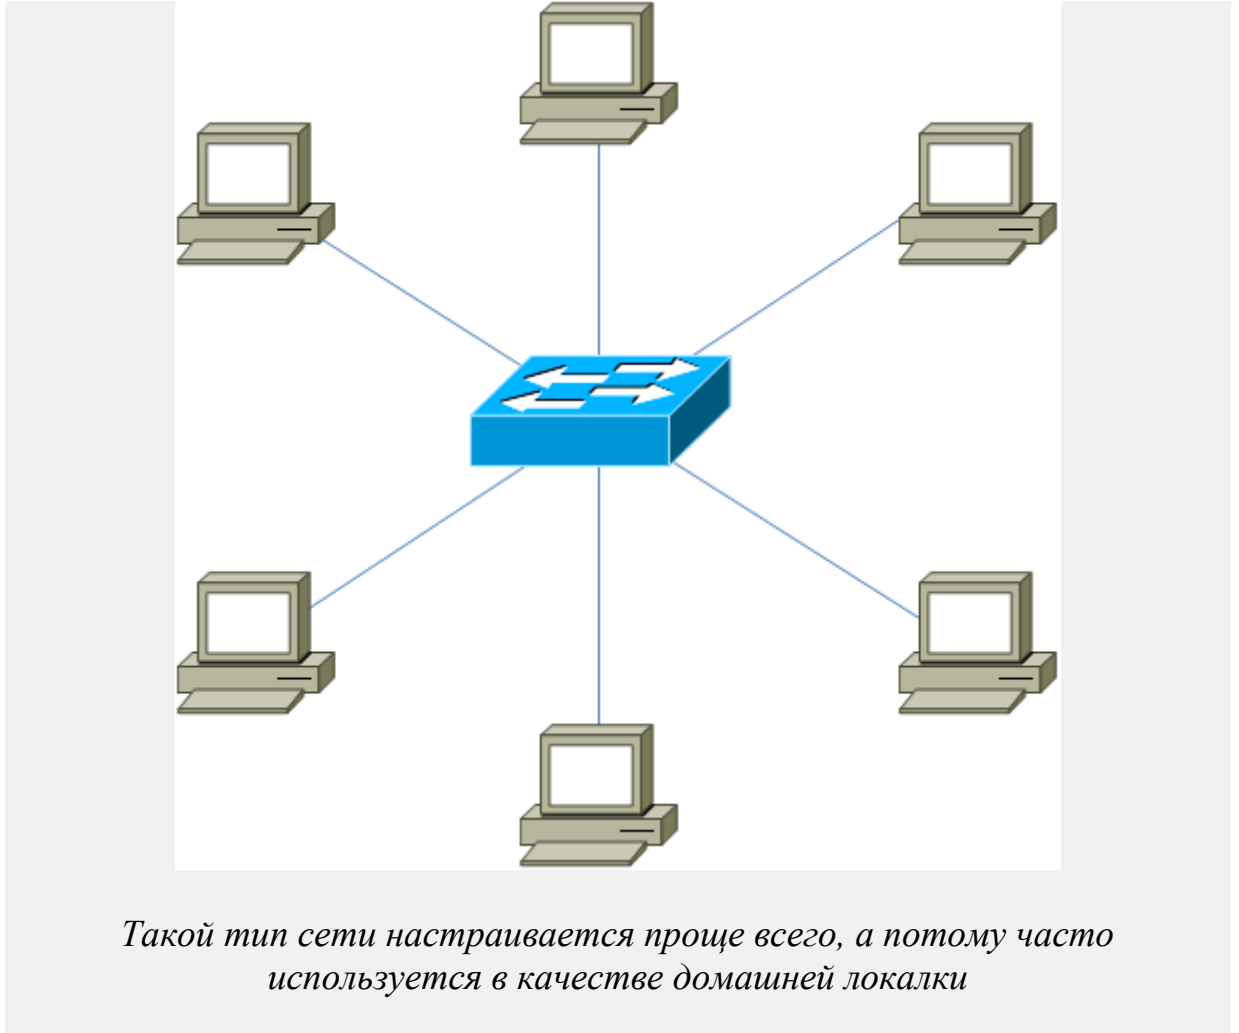 Такой тип сети настраивается проще всего, а потому часто
используется в качестве домашней локалки